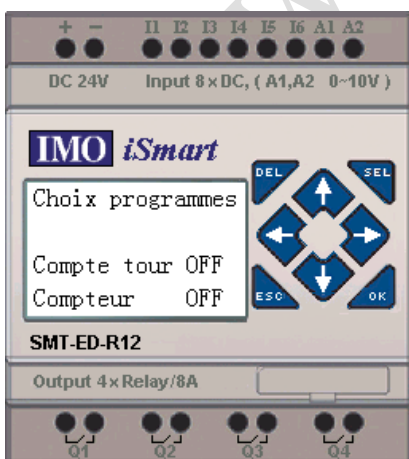 + − I1 I2 I3 I4 I5 I6 A1 A2
DC 24V Input 8×DC, ( A1,A2 0~10V )
IMO iSmart
DEL SEL
Choix programmes
Compte tour OFF
Compteur OFF
ESC OK
SMT-ED-R12
Output 4×Relay/8A
Q1 Q2 Q3 Q4